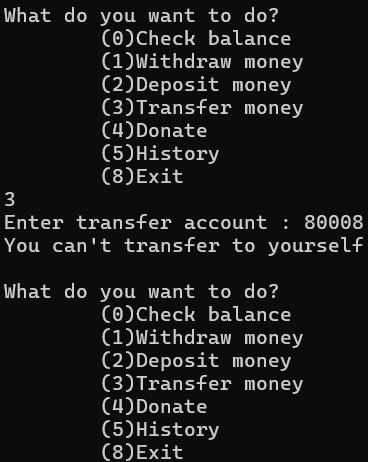 What do you want to do?
(0)Check balance
(1)Withdraw money
(2)Deposit money
(3)Transfer money
(4)Donate
(5)History
(8)Exit
3
Enter transfer account : 80008
You can't transfer to yourself
What do you want to do?
(0)Check balance
(1)Withdraw money
(2)Deposit money
(3)Transfer money
(4)Donate
(5)History
(8)Exit